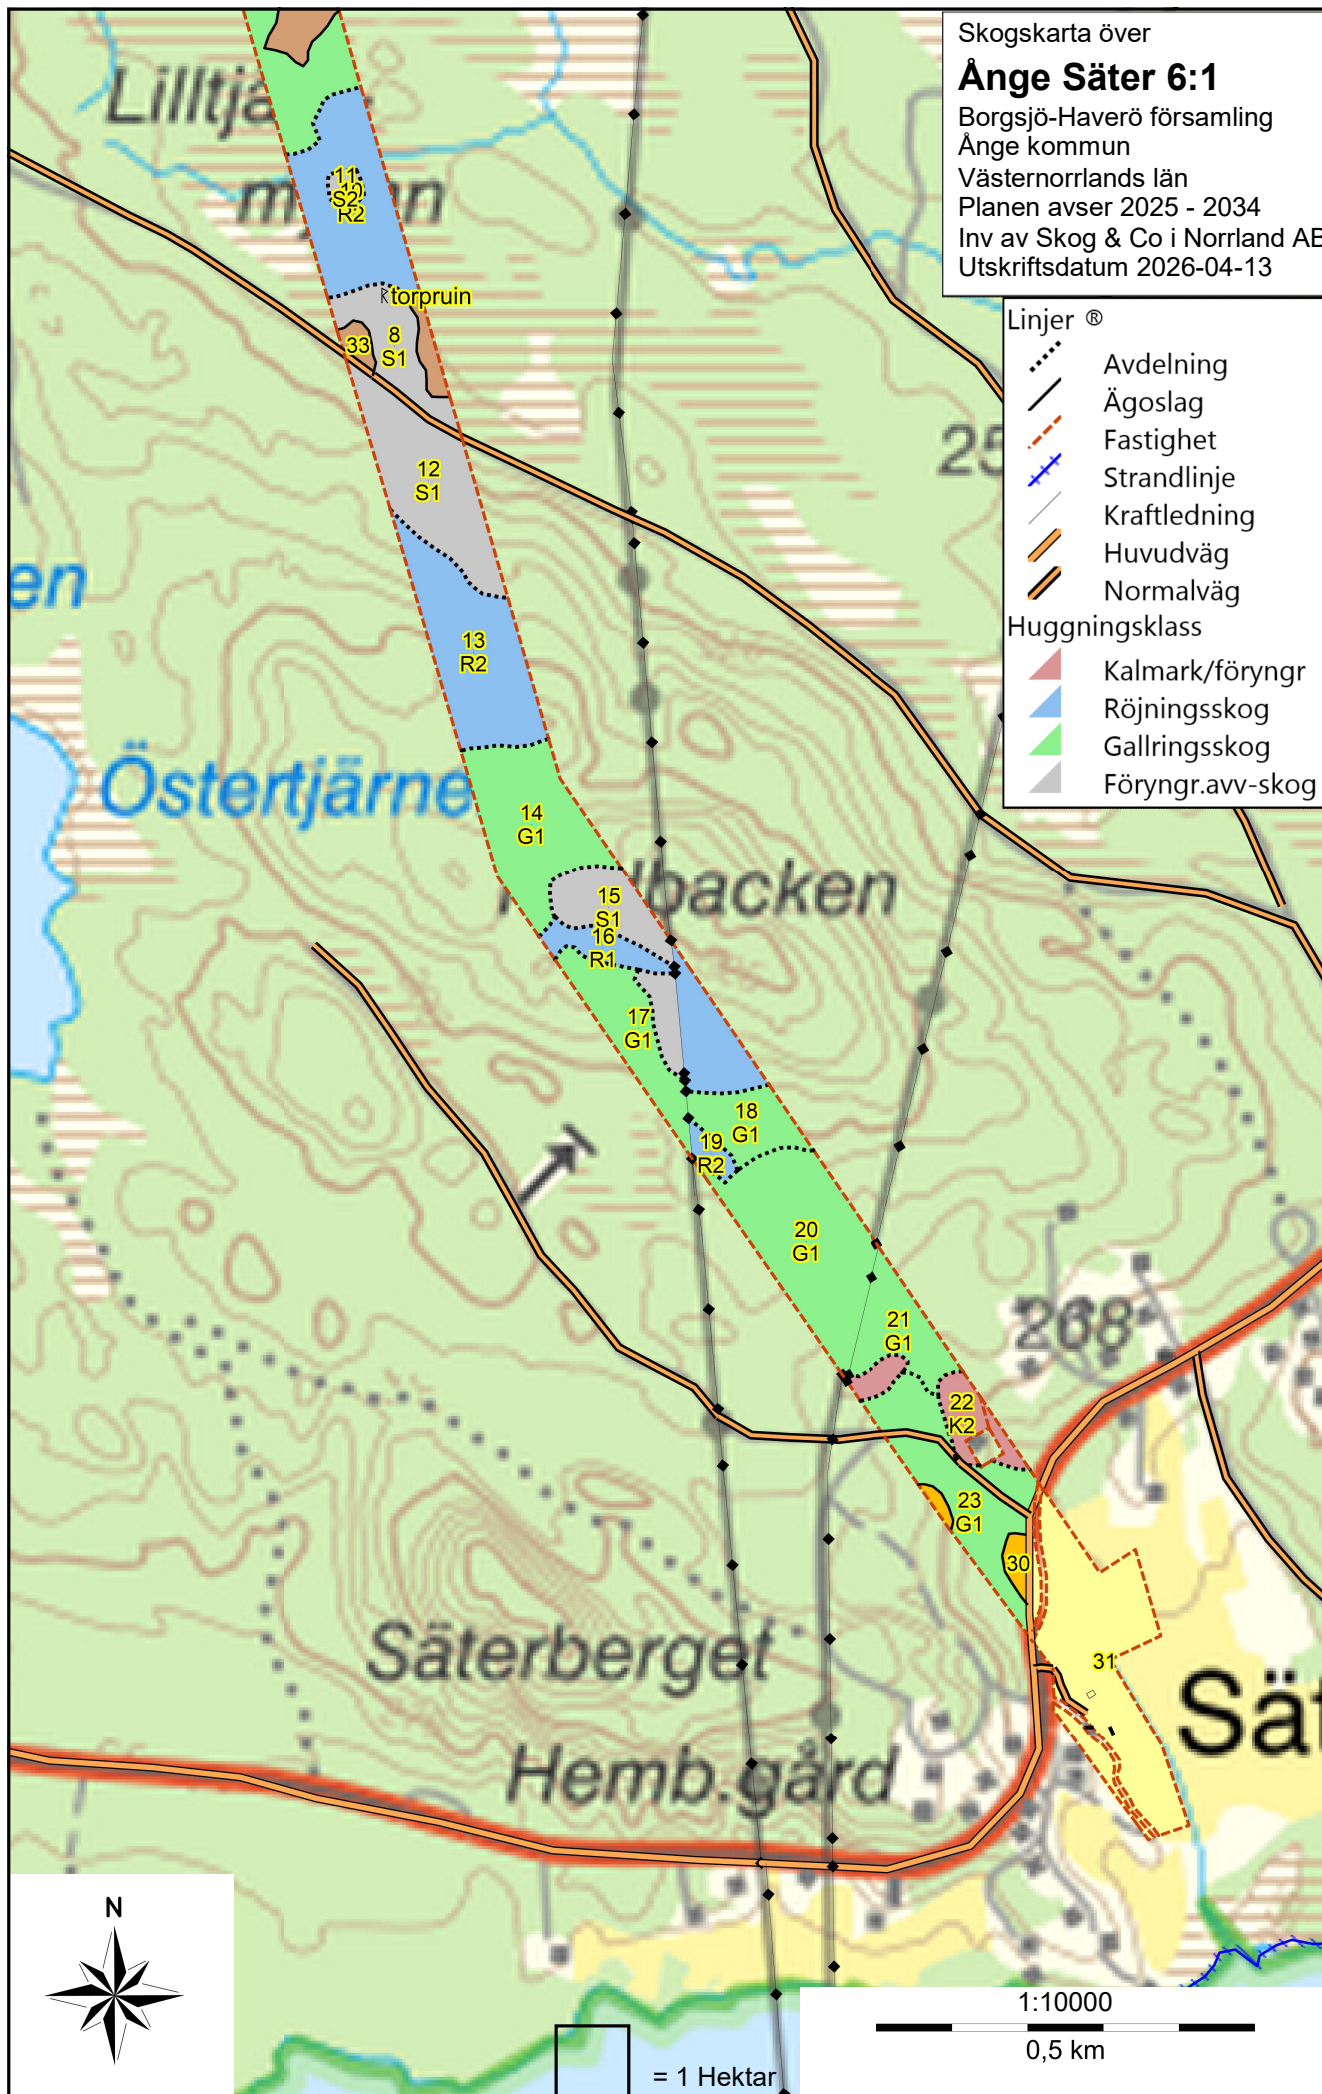 Skogskarta över
Ånge Säter 6:1
Borgsjö-Haverö församling
Ånge kommun
Västernorrlands län
Planen avser 2025 - 2034
Inv av Skog & Co i Norrland AB
Utskriftsdatum 2026-04-13
Linjer ®
Avdelning
Ägoslag
Fastighet
Strandlinje
Kraftledning
Huvudväg
Normalväg
Huggningsklass
Kalmark/föryngr
Röjningsskog
Gallringsskog
Föryngr.avv-skog
11
S2
10
R2
torpruin
33
8
S1
12
S1
25
en
13
R2
Östertjärne
14
G1
backen
15
S1
16
R1
17
G1
18
G1
19
R2
20
G1
21
G1
268
22
K2
23
G1
30
31
Säterberget
Sät
Hemb.gård
N
1:10000
0,5 km
= 1 Hektar